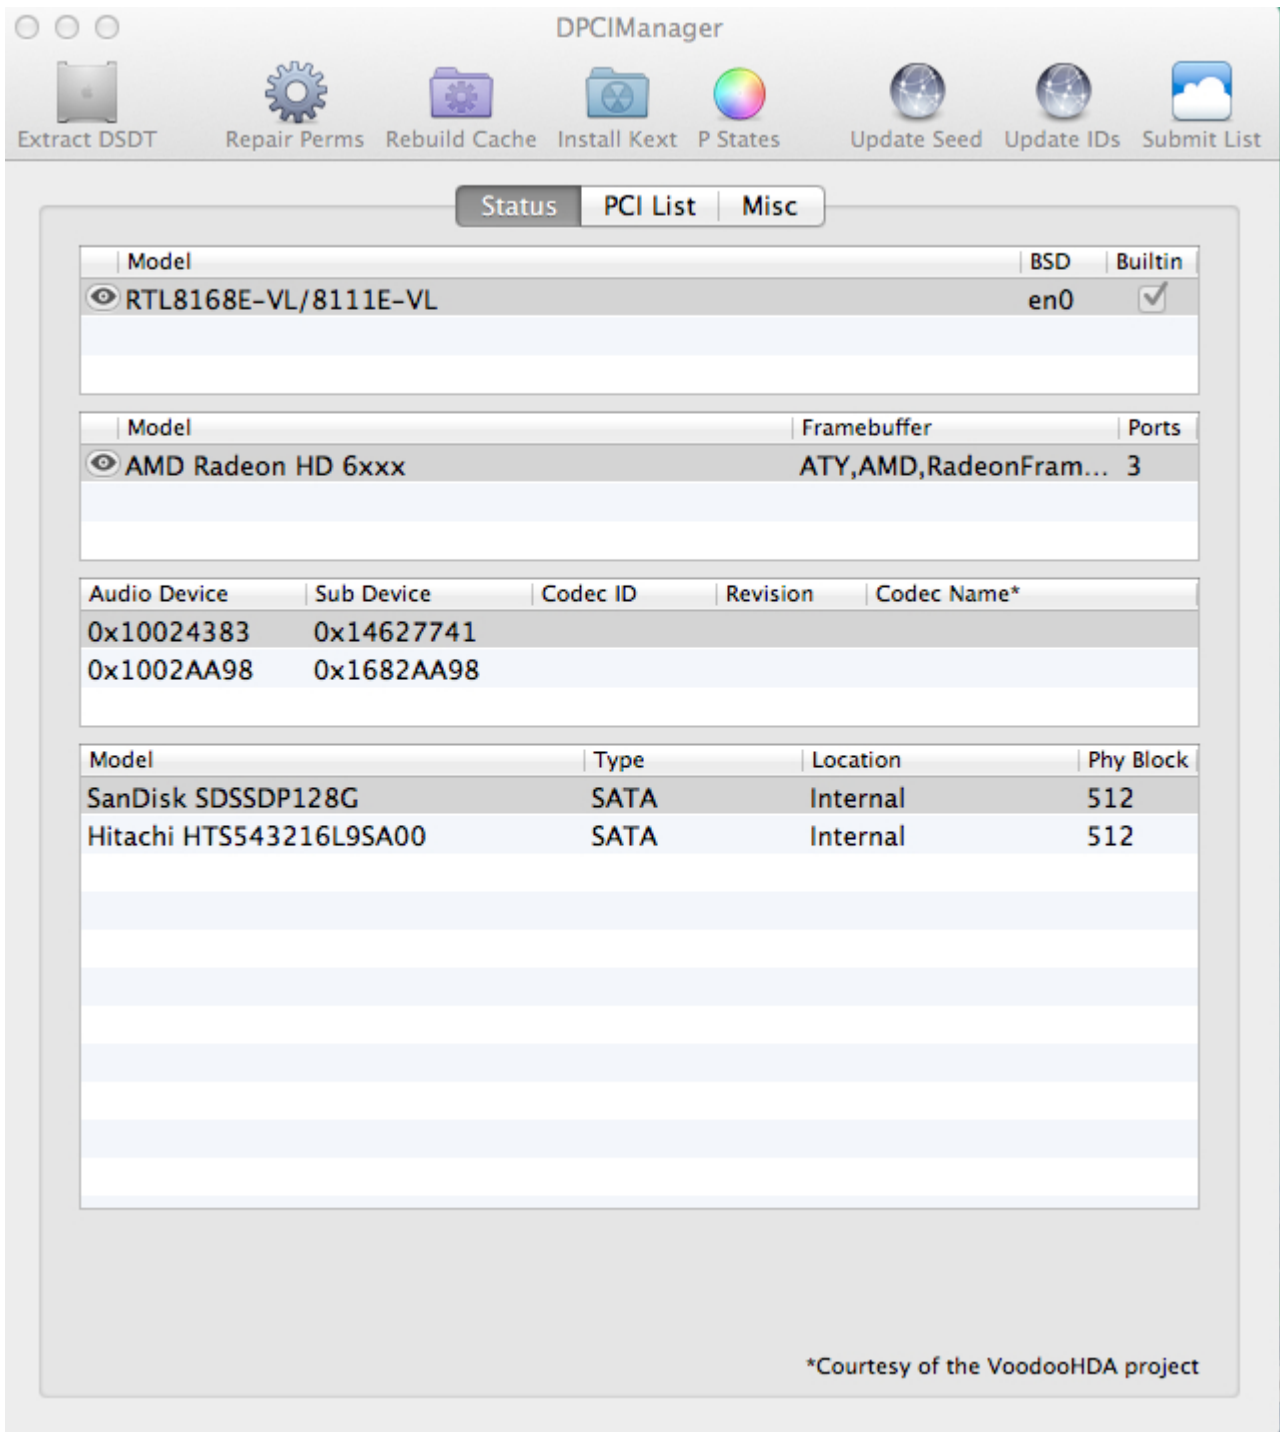 DPCIManager
Extract DSDT Repair Perms Rebuild Cache Install Kext P States Update Seed Update IDs Submit List
Status PCI List Misc
Model BSD Builtin
RTL8168E-VL/8111E-VL en0
Model Framebuffer Ports
AMD Radeon HD 6xxx ATY,AMD,RadeonFram... 3
Audio Device Sub Device Codec ID Revision Codec Name*
0x10024383 0x14627741
0x1002AA98 0x1682AA98
Model Type Location Phy Block
SanDisk SDSSDP128G SATA Internal 512
Hitachi HTS543216L9SA00 SATA Internal 512
*Courtesy of the VoodooHDA project